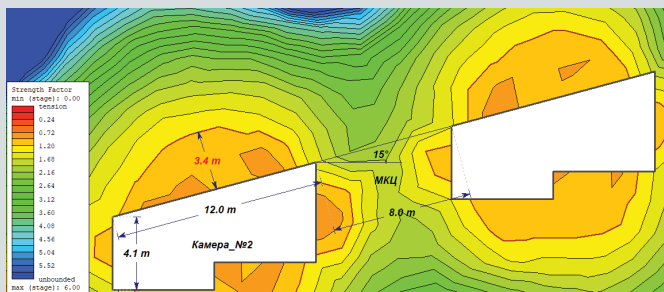 Strength Factor
min (stage): 0.00
tension
0.24
0.72
1.20
1.68
2.16
2.64
3.12
3.60
4.08
4.56
5.04
5.52
unbounded
max (stage): 6.00
3.4 m
15°
МКЦ
12.0 m
8.0 m
Камера_№2
4.1 m